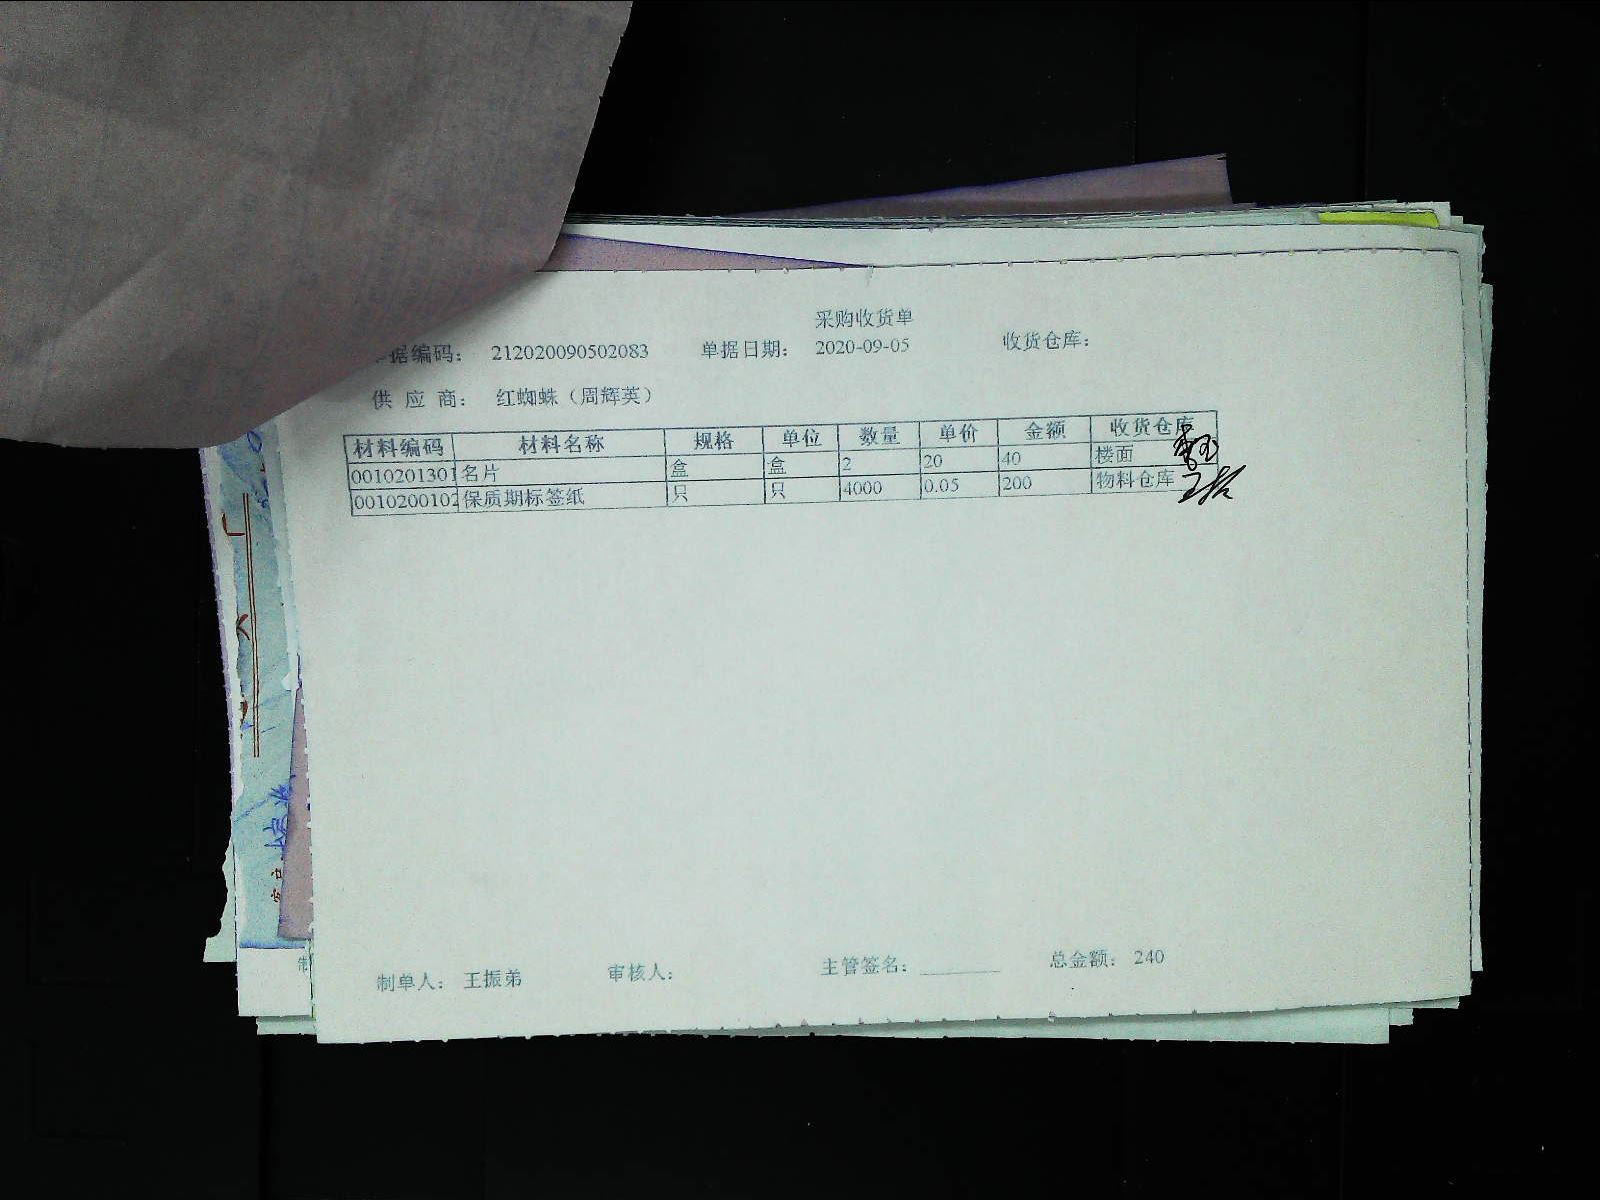 采购收货单
据编码: 212020090502083 单据日期: 2020-09-05 收货仓库:
供 应 商: 红蜘蛛（周辉英）
材料编码 材料名称 规格 单位 数量 单价 金额 收货仓库
0010201301 名片 盒 盒 2 20 40 楼面
0010200102 保质期标签纸 只 只 4000 0.05 200 物料仓库
制单人: 王振弟 审核人: 主管签名: 总金额: 240